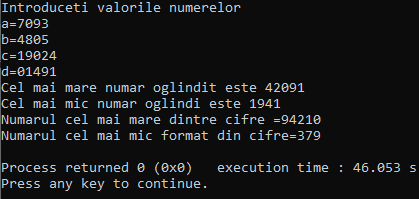 Introduceti valorile numerelor
a=7093
b=4805
c=19024
d=01491
Cel mai mare numar oglindit este 42091
Cel mai mic numar oglindi este 1941
Numarul cel mai mare dintre cifre =94210
Numarul cel mai mic format din cifre=379
Process returned 0 (0x0)   execution time : 46.053 s
Press any key to continue.